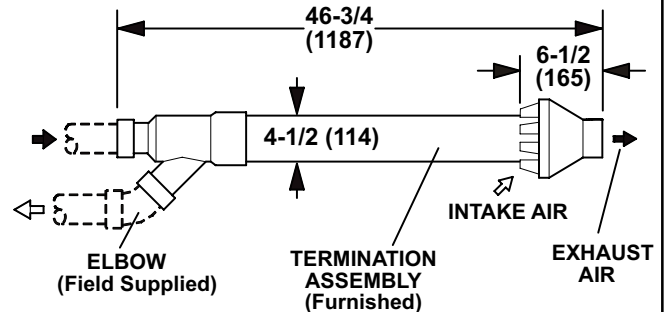 46-3/4
(1187)
6-1/2
(165)
4-1/2 (114)
INTAKE AIR
ELBOW
(Field Supplied)
TERMINATION
ASSEMBLY
(Furnished)
EXHAUST
AIR